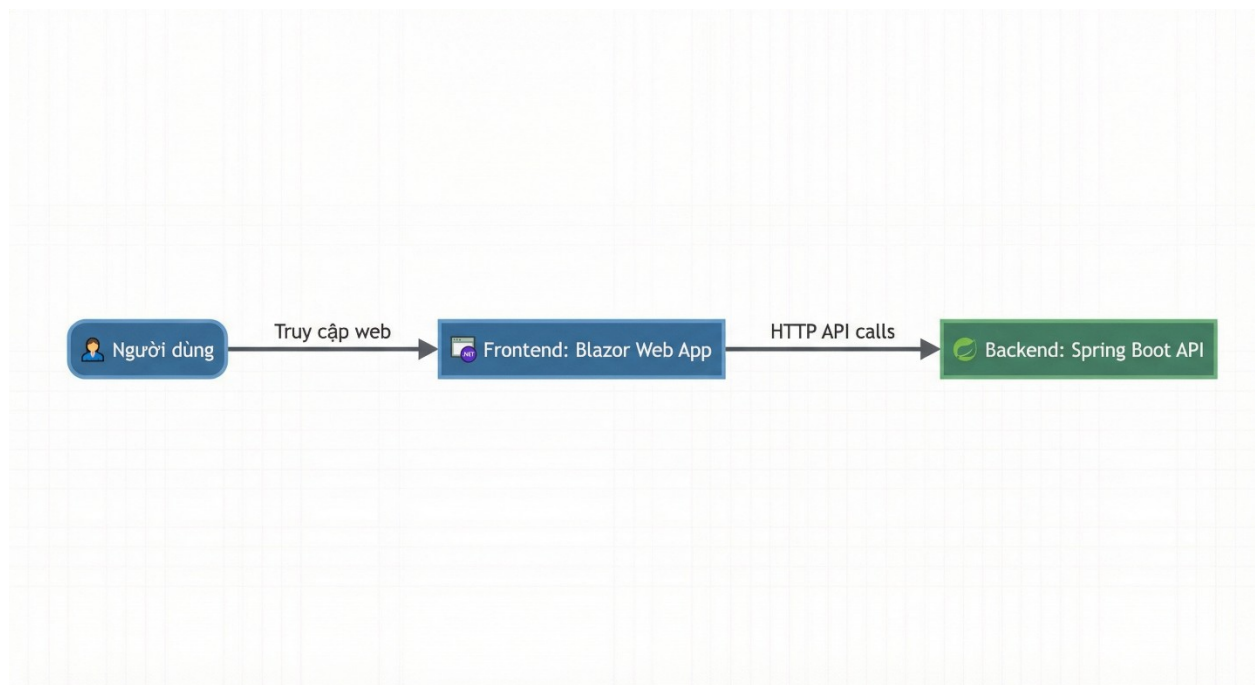 Người dùng
Truy cập web
Frontend: Blazor Web App
HTTP API calls
Backend: Spring Boot API